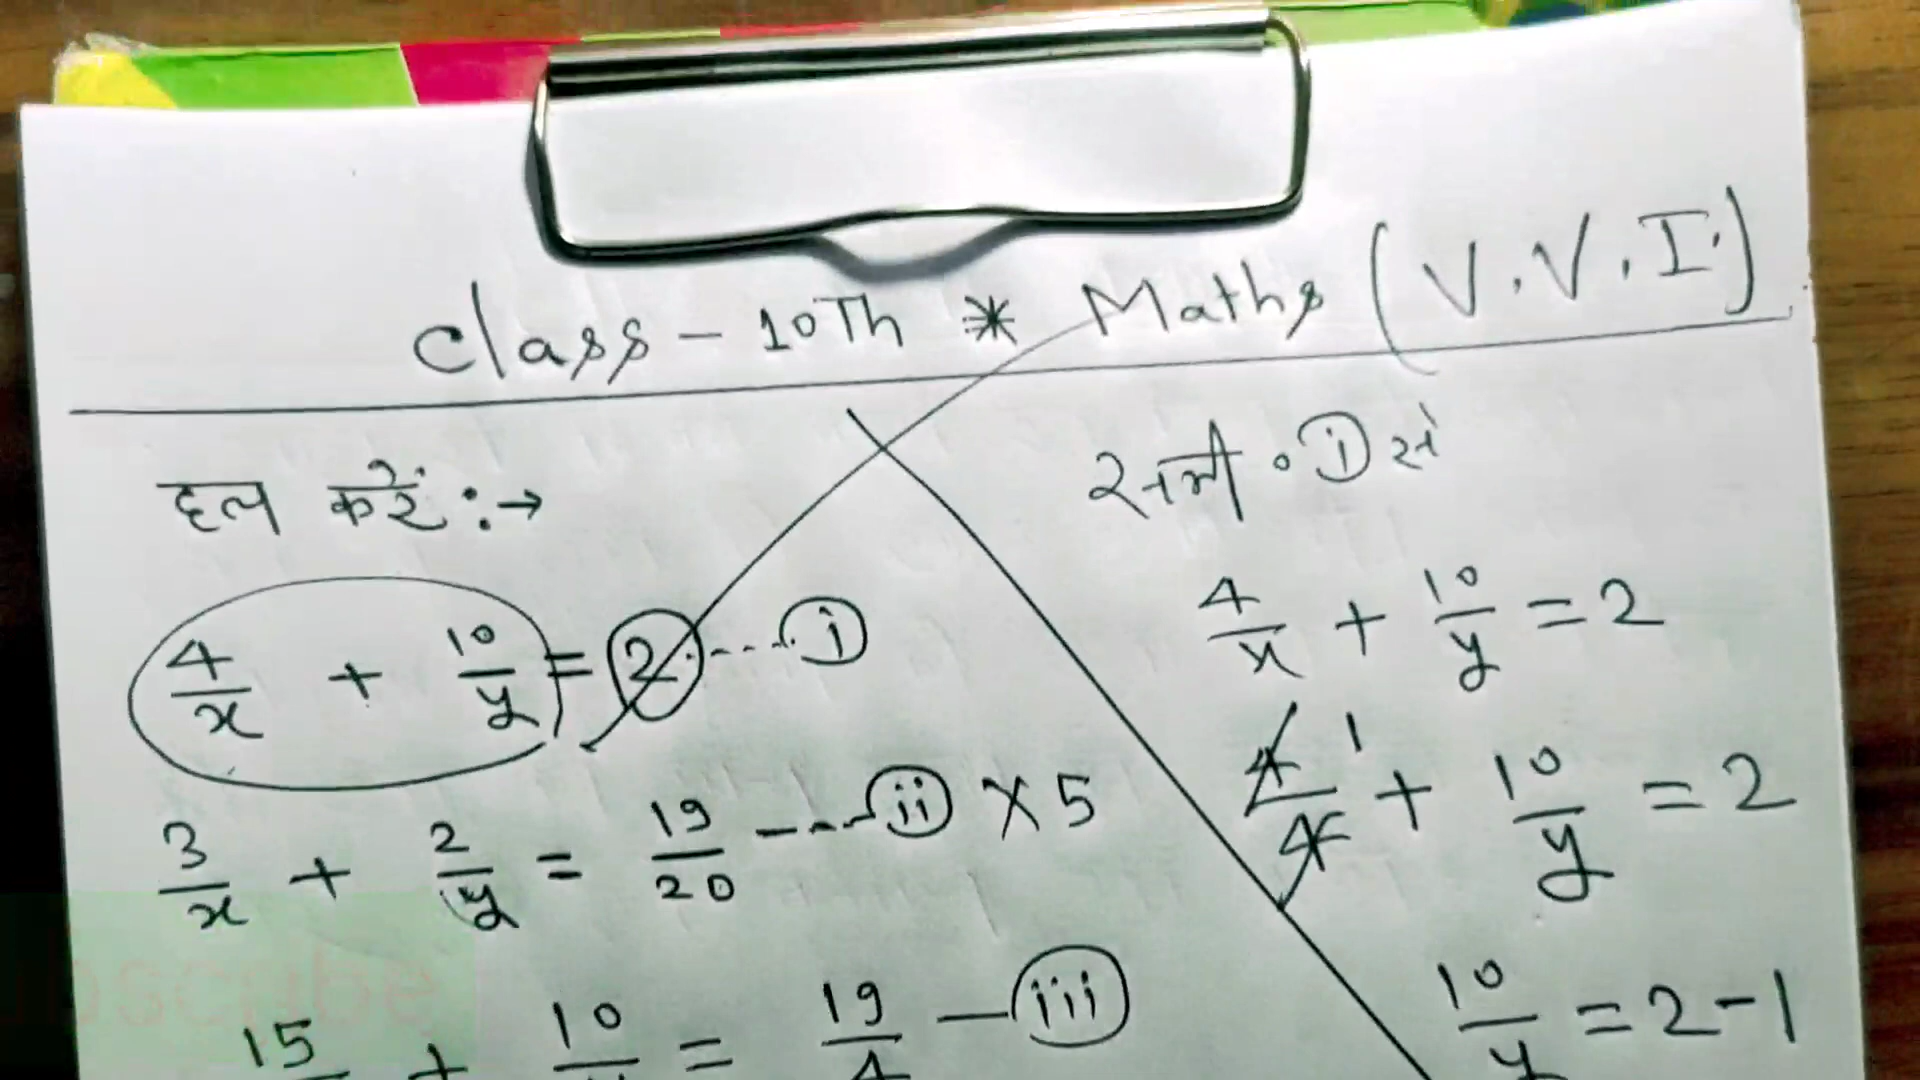 Class - 10Th * Maths (V.V.I)
हल करें :→
4/x + 10/y = 2 ---- (i)
3/x + 2/y = 19/20 ---- (ii) × 5
15 + 10 = 19/4 — (iii)
समी० (i) से
4/x + 10/y = 2
4/4 1 + 10/y = 2
10/y = 2 - 1